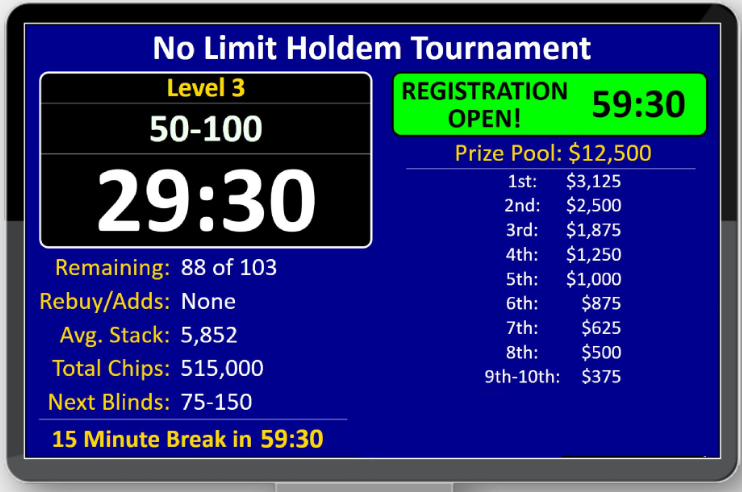 No Limit Holdem Tournament
Level 3
50-100
29:30
Remaining: 88 of 103
Rebuy/Adds: None
Avg. Stack: 5,852
Total Chips: 515,000
Next Blinds: 75-150
15 Minute Break in 59:30
REGISTRATION
OPEN!
59:30
Prize Pool: $12,500
1st: $3,125
2nd: $2,500
3rd: $1,875
4th: $1,250
5th: $1,000
6th: $875
7th: $625
8th: $500
9th-10th: $375